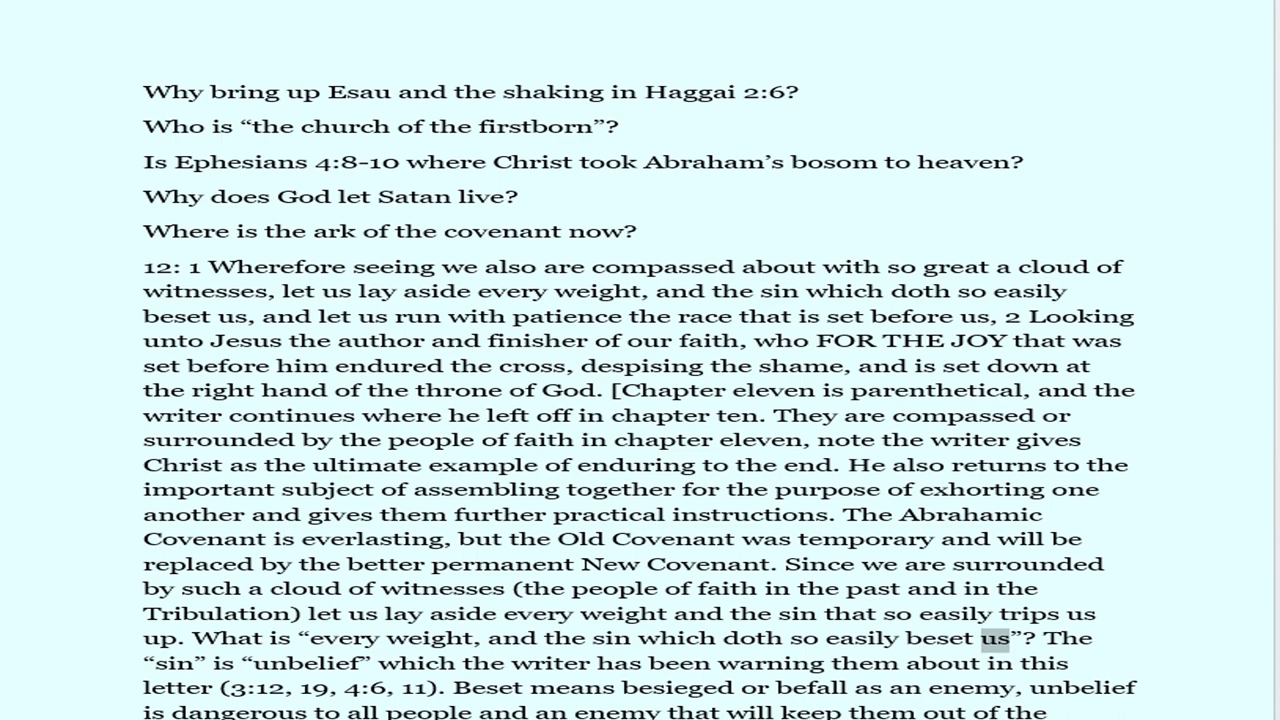 Why bring up Esau and the shaking in Haggai 2:6?
Who is “the church of the firstborn”?
Is Ephesians 4:8-10 where Christ took Abraham’s bosom to heaven?
Why does God let Satan live?
Where is the ark of the covenant now?
12: 1 Wherefore seeing we also are compassed about with so great a cloud of
witnesses, let us lay aside every weight, and the sin which doth so easily
beset us, and let us run with patience the race that is set before us, 2 Looking
unto Jesus the author and finisher of our faith, who FOR THE JOY that was
set before him endured the cross, despising the shame, and is set down at
the right hand of the throne of God. [Chapter eleven is parenthetical, and the
writer continues where he left off in chapter ten. They are compassed or
surrounded by the people of faith in chapter eleven, note the writer gives
Christ as the ultimate example of enduring to the end. He also returns to the
important subject of assembling together for the purpose of exhorting one
another and gives them further practical instructions. The Abrahamic
Covenant is everlasting, but the Old Covenant was temporary and will be
replaced by the better permanent New Covenant. Since we are surrounded
by such a cloud of witnesses (the people of faith in the past and in the
Tribulation) let us lay aside every weight and the sin that so easily trips us
up. What is “every weight, and the sin which doth so easily beset us”? The
“sin” is “unbelief” which the writer has been warning them about in this
letter (3:12, 19, 4:6, 11). Beset means besieged or befall as an enemy, unbelief
is dangerous to all people and an enemy that will keep them out of the